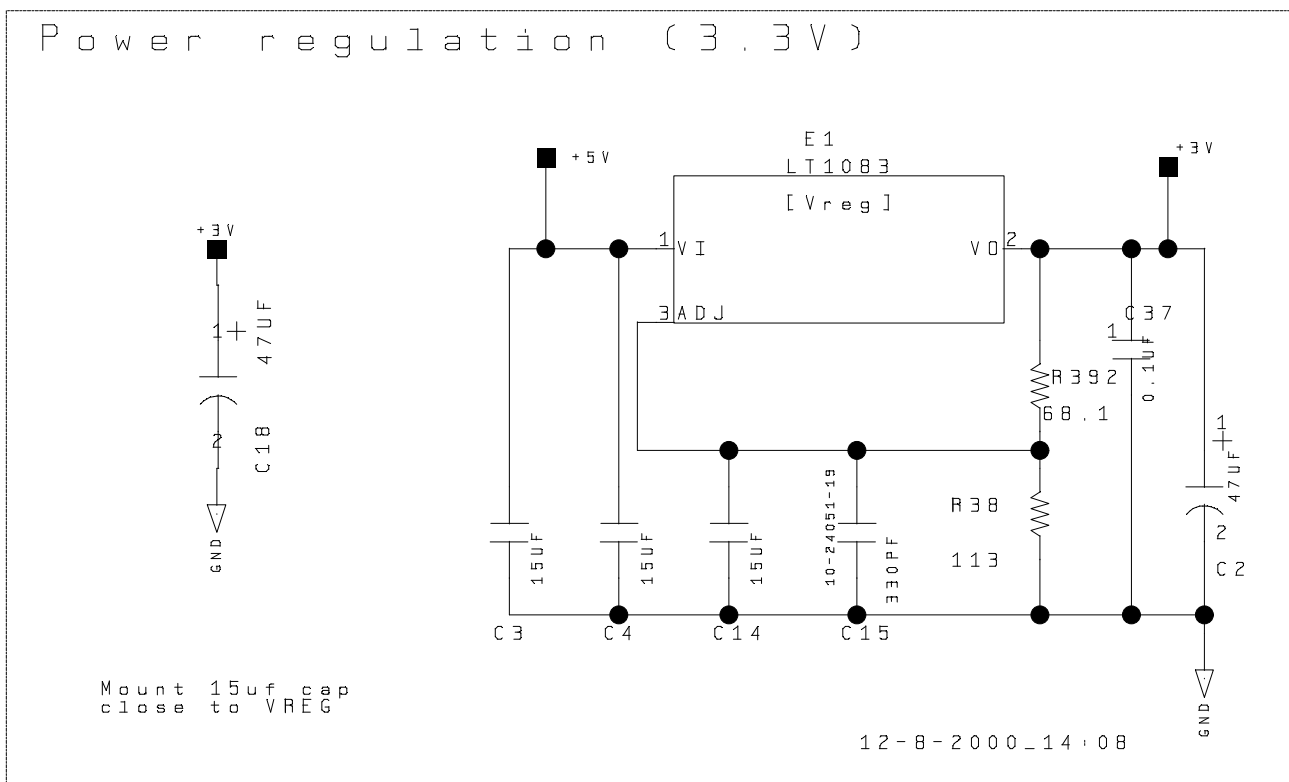 Power regulation (3.3V)
E1
LT1083
[Vreg]
+5V
+3V
+3V
1
VI
VO
2
3
ADJ
1
+
47UF
2
C18
GND
C37
1
0.1UF
R392
68.1
1
+
47UF
2
C2
10-24051-19
R38
113
15UF
15UF
15UF
330PF
C3
C4
C14
C15
GND
Mount 15uf cap
close to VREG
12-8-2000_14:08